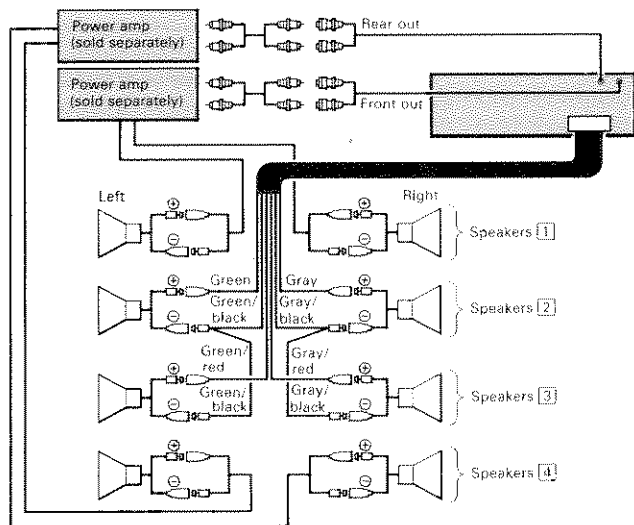 Power amp
(sold separately)
Rear out
Power amp
(sold separately)
Front out
Left
Right
⊕
⊖
⊕
⊖
Speakers 1
⊕
⊖
Green
Green/
black
Gray
Gray/
black
⊕
⊖
Speakers 2
Green/
red
Green/
black
Gray/
red
Gray/
black
⊕
⊖
⊕
⊖
Speakers 3
⊕
⊖
⊕
⊖
Speakers 4